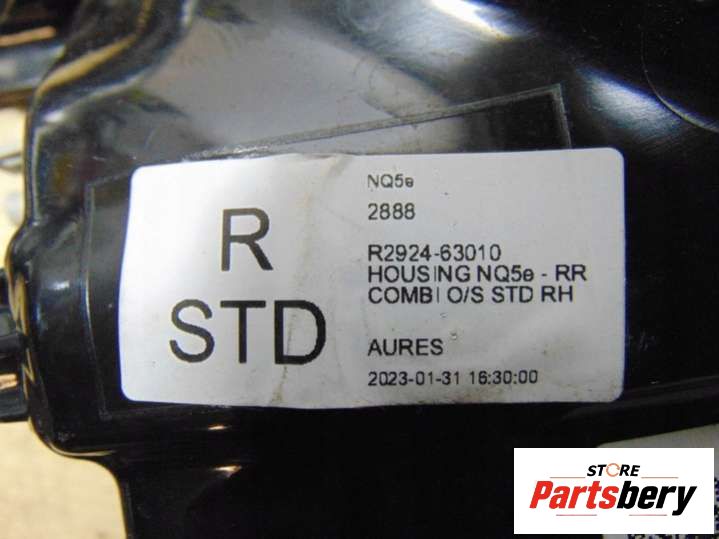 R
STD
NQ5e
2888
R2924-63010
HOUSING NQ5e - RR
COMBI O/S STD RH
AURES
2023-01-31 16:30:00
STORE
Partsbery